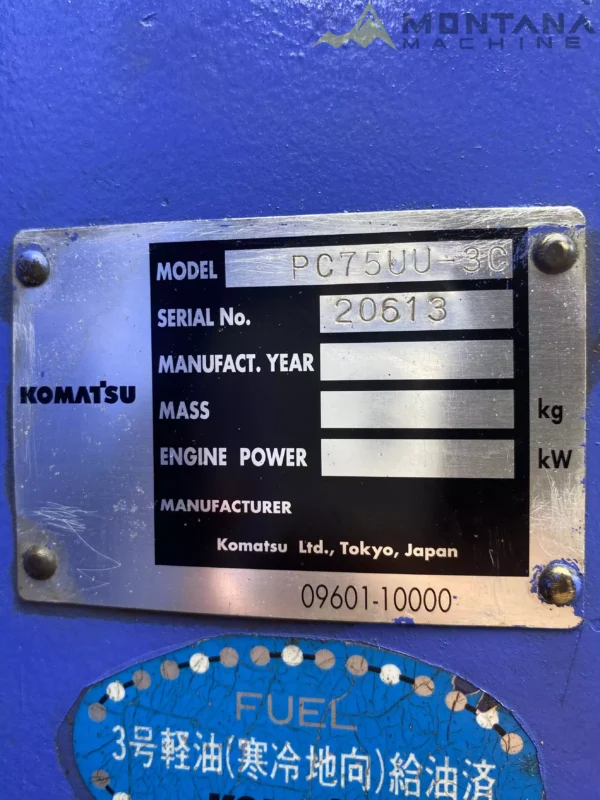 MONTANA
MACHINE
MODEL PC75UU-3C
SERIAL No. 20613
MANUFACT. YEAR
KOMATSU
MASS kg
ENGINE POWER kW
MANUFACTURER
Komatsu Ltd., Tokyo, Japan
09601-10000
FUEL
3号軽油(寒冷地向)給油済